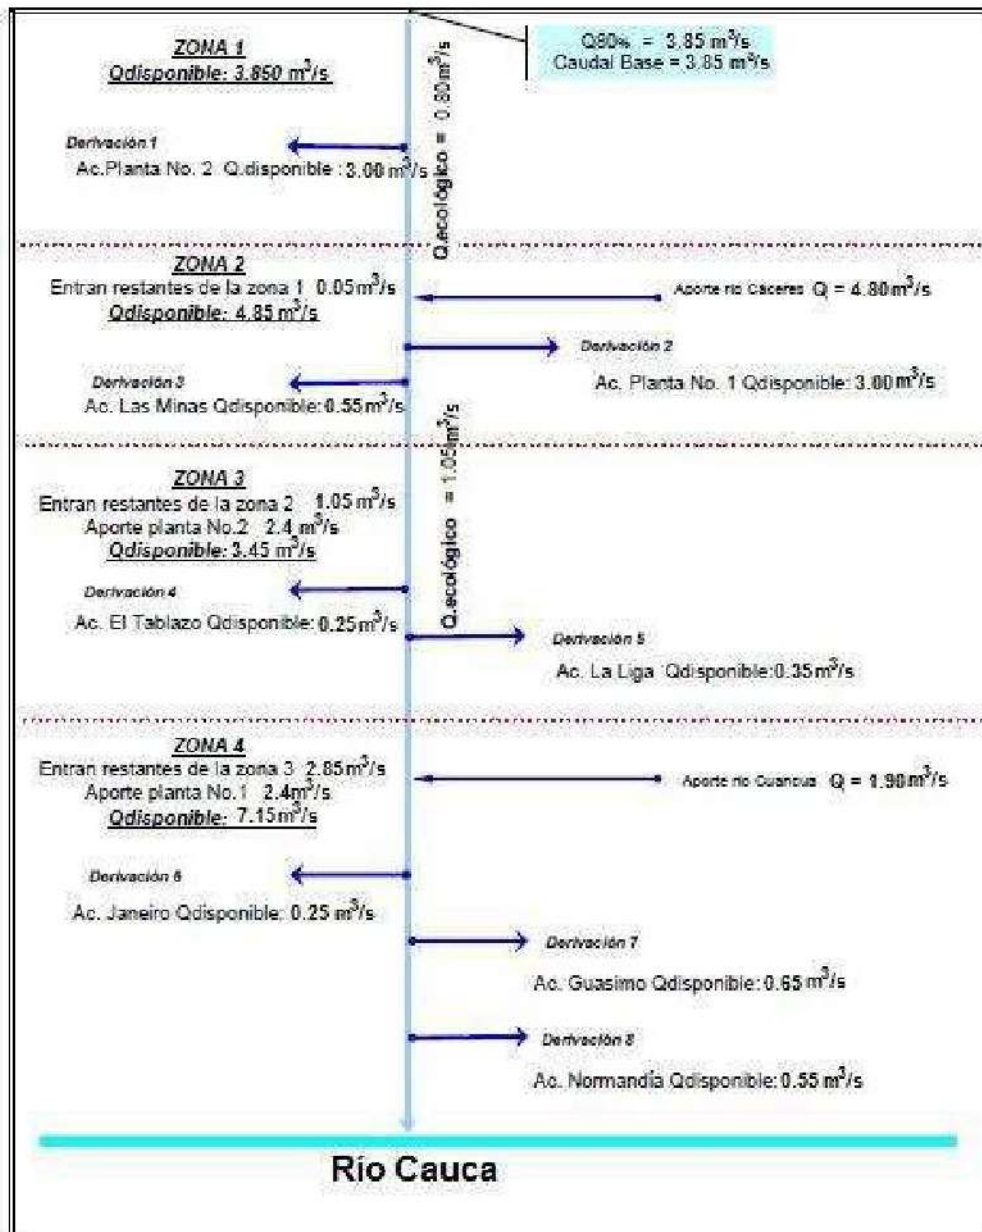 Q80% = 3.85 m³/s
Caudal Base = 3.85 m³/s
ZONA 1
Qdisponible: 3.850 m³/s
Q.ecológico = 0.80 m³/s
Derivación 1
Ac.Planta No. 2 Q.disponible : 3.00 m³/s
ZONA 2
Entran restantes de la zona 1 0.05 m³/s
Qdisponible: 4.85 m³/s
Aporte río Cáceres Q = 4.80 m³/s
Derivación 2
Ac. Planta No. 1 Qdisponible: 3.00 m³/s
Derivación 3
Ac. Las Minas Qdisponible: 0.55 m³/s
Q.ecológico = 1.05 m³/s
ZONA 3
Entran restantes de la zona 2 1.05 m³/s
Aporte planta No.2 2.4 m³/s
Qdisponible: 3.45 m³/s
Derivación 4
Ac. El Tablazo Qdisponible: 0.25 m³/s
Derivación 5
Ac. La Liga Qdisponible: 0.35 m³/s
ZONA 4
Entran restantes de la zona 3 2.85 m³/s
Aporte planta No.1 2.4 m³/s
Qdisponible: 7.15 m³/s
Aporte río Q = 1.90 m³/s
Derivación 6
Ac. Janeiro Qdisponible: 0.25 m³/s
Derivación 7
Ac. Guasimo Qdisponible: 0.65 m³/s
Derivación 8
Ac. Normandía Qdisponible: 0.55 m³/s
Río Cauca